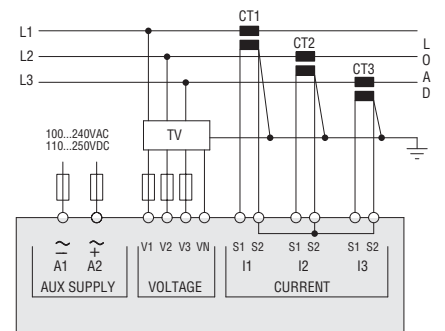 CT1
L1
CT2
L2
CT3
L3
L
O
A
D
100...240VAC
110...250VDC
TV
V1 V2 V3 VN
S1 S2 S1 S2 S1 S2
A1 A2
I1 I2 I3
AUX SUPPLY VOLTAGE CURRENT